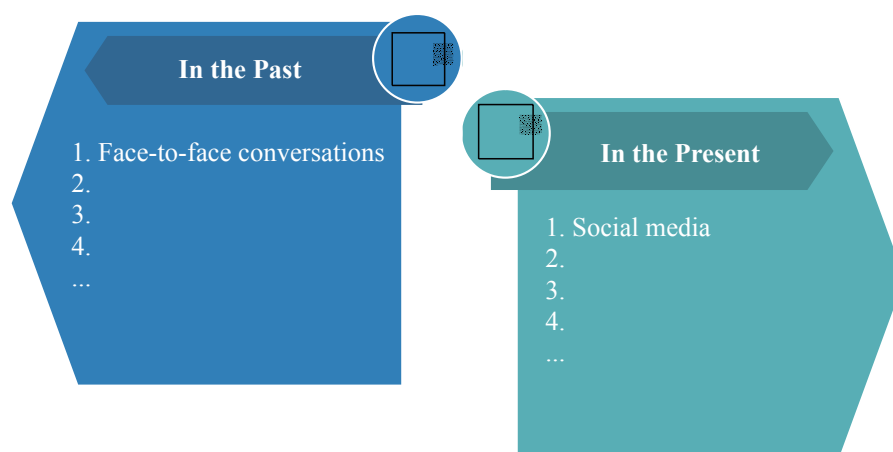 In the Past
1. Face-to-face conversations
2.
3.
4.
...
In the Present
1. Social media
2.
3.
4.
...